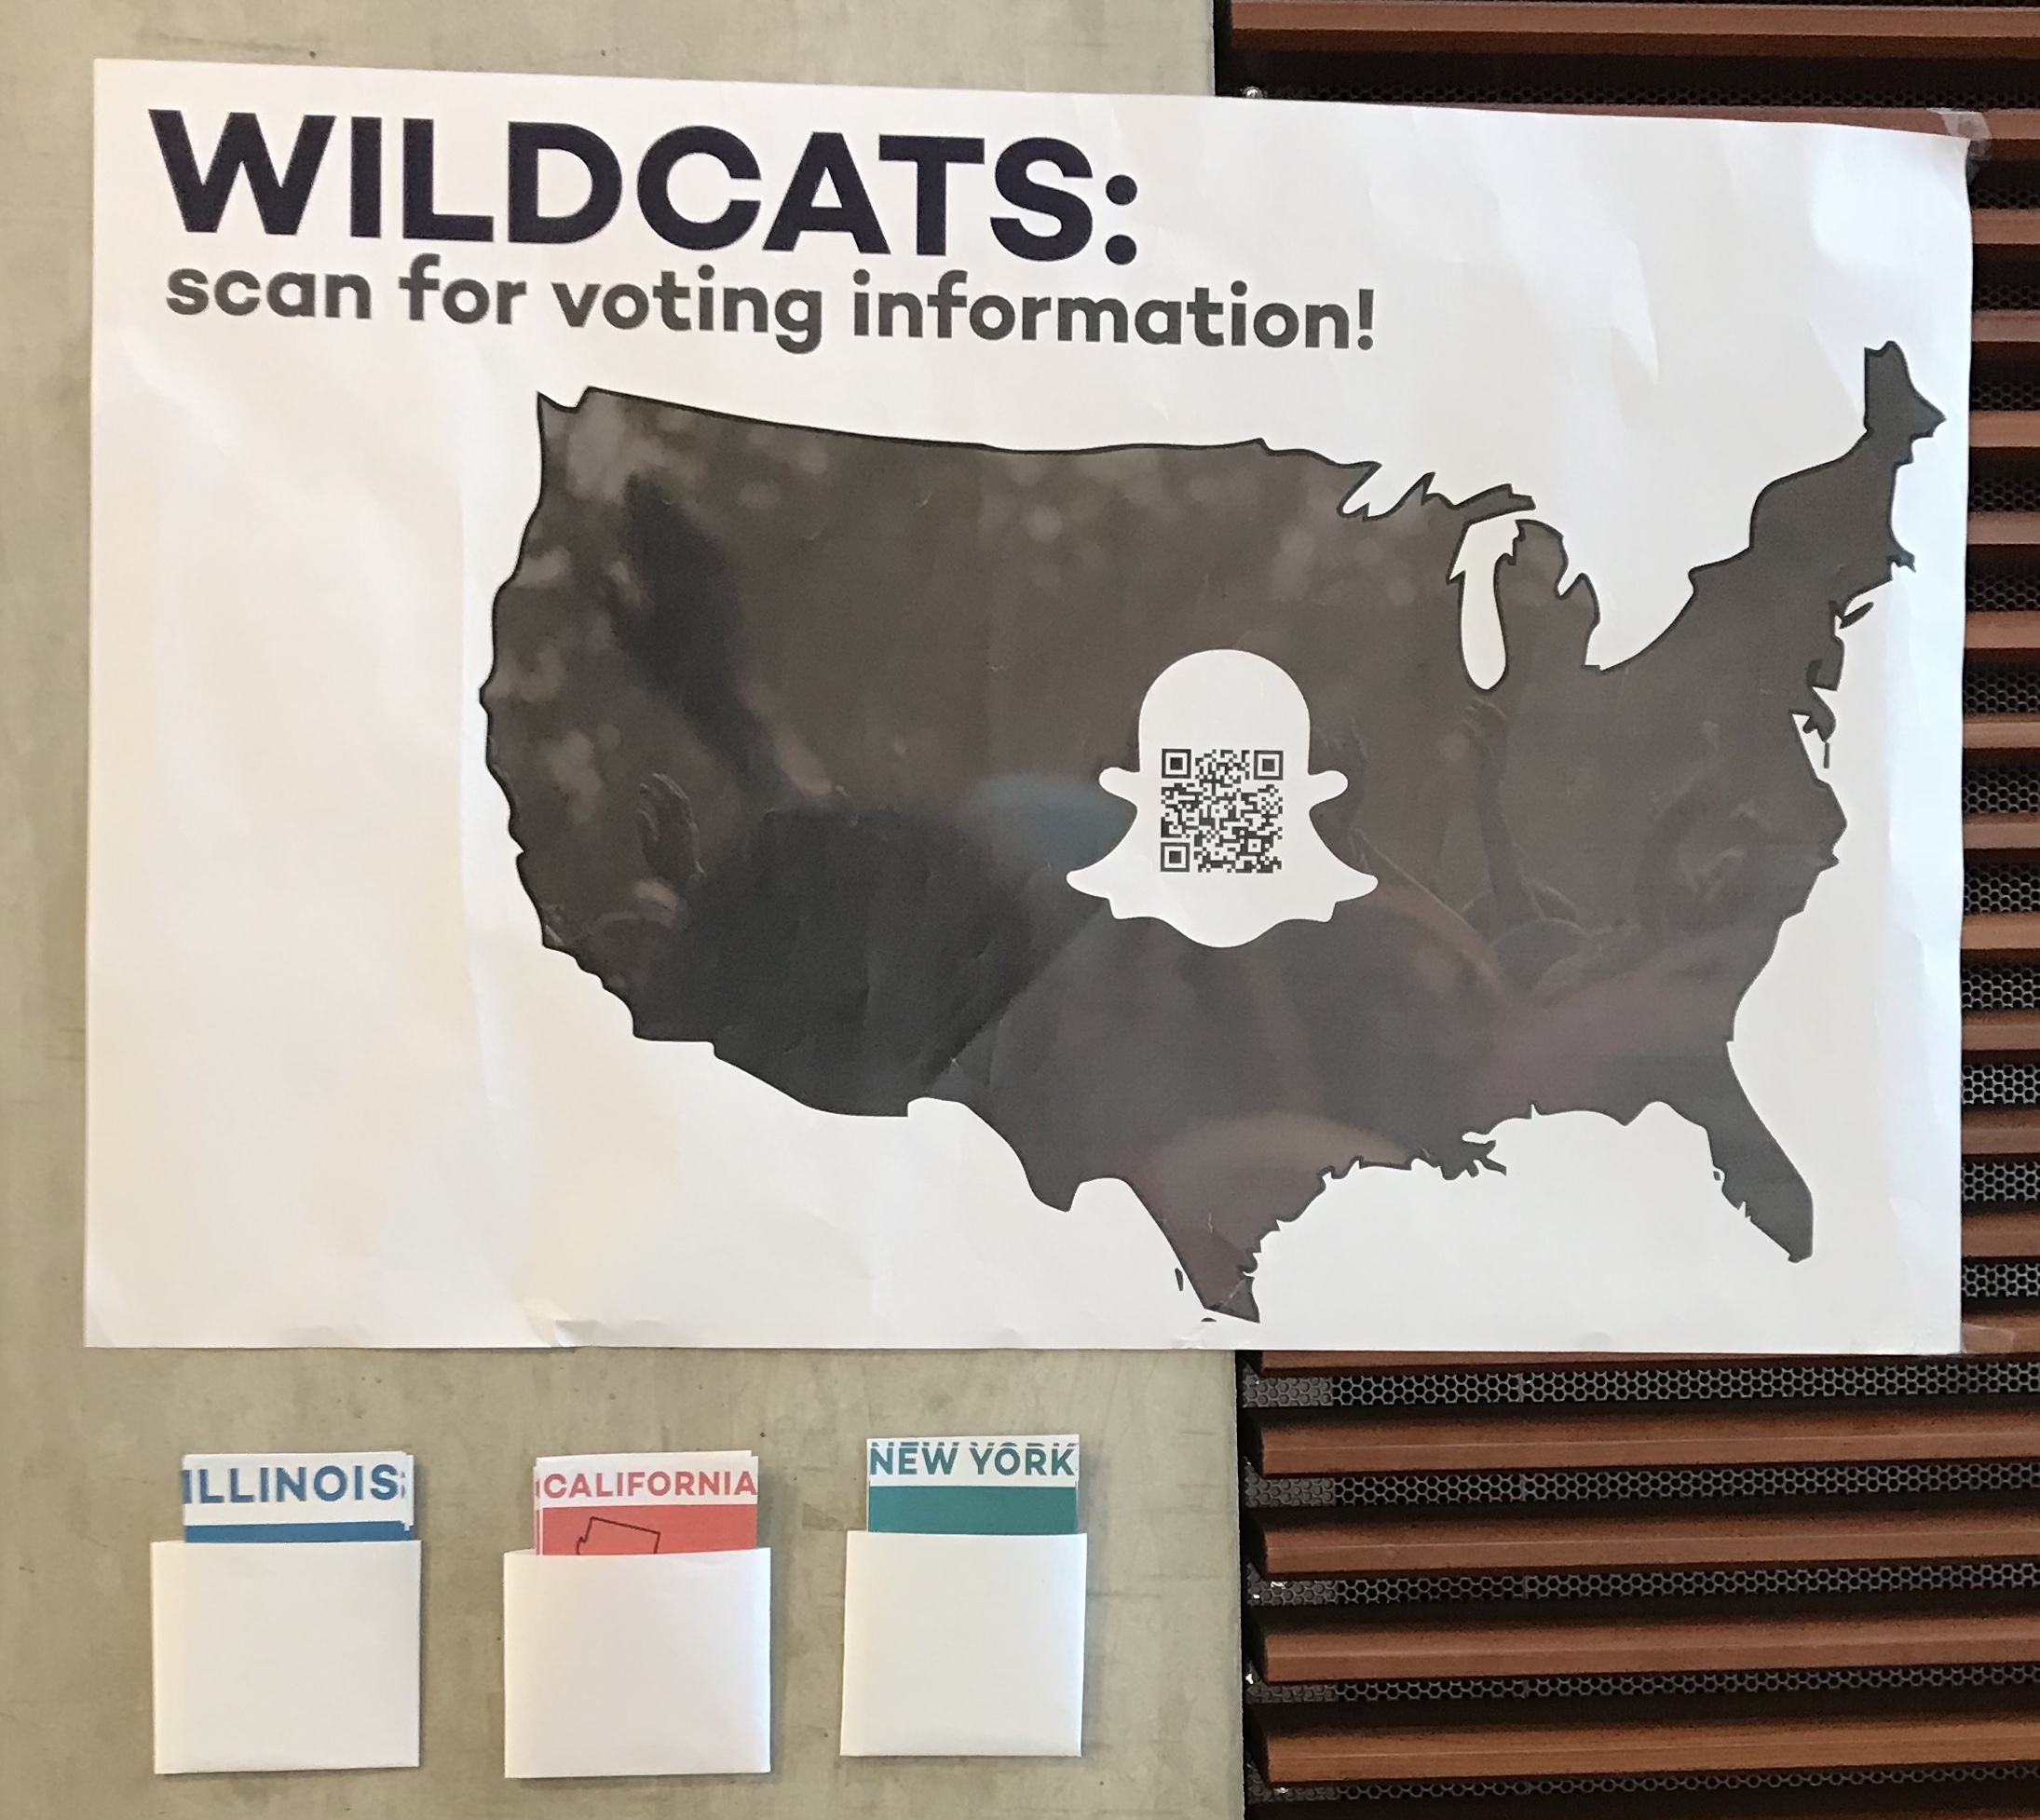 WILDCATS:
scan for voting information!
ILLINOIS
CALIFORNIA
NEW YORK